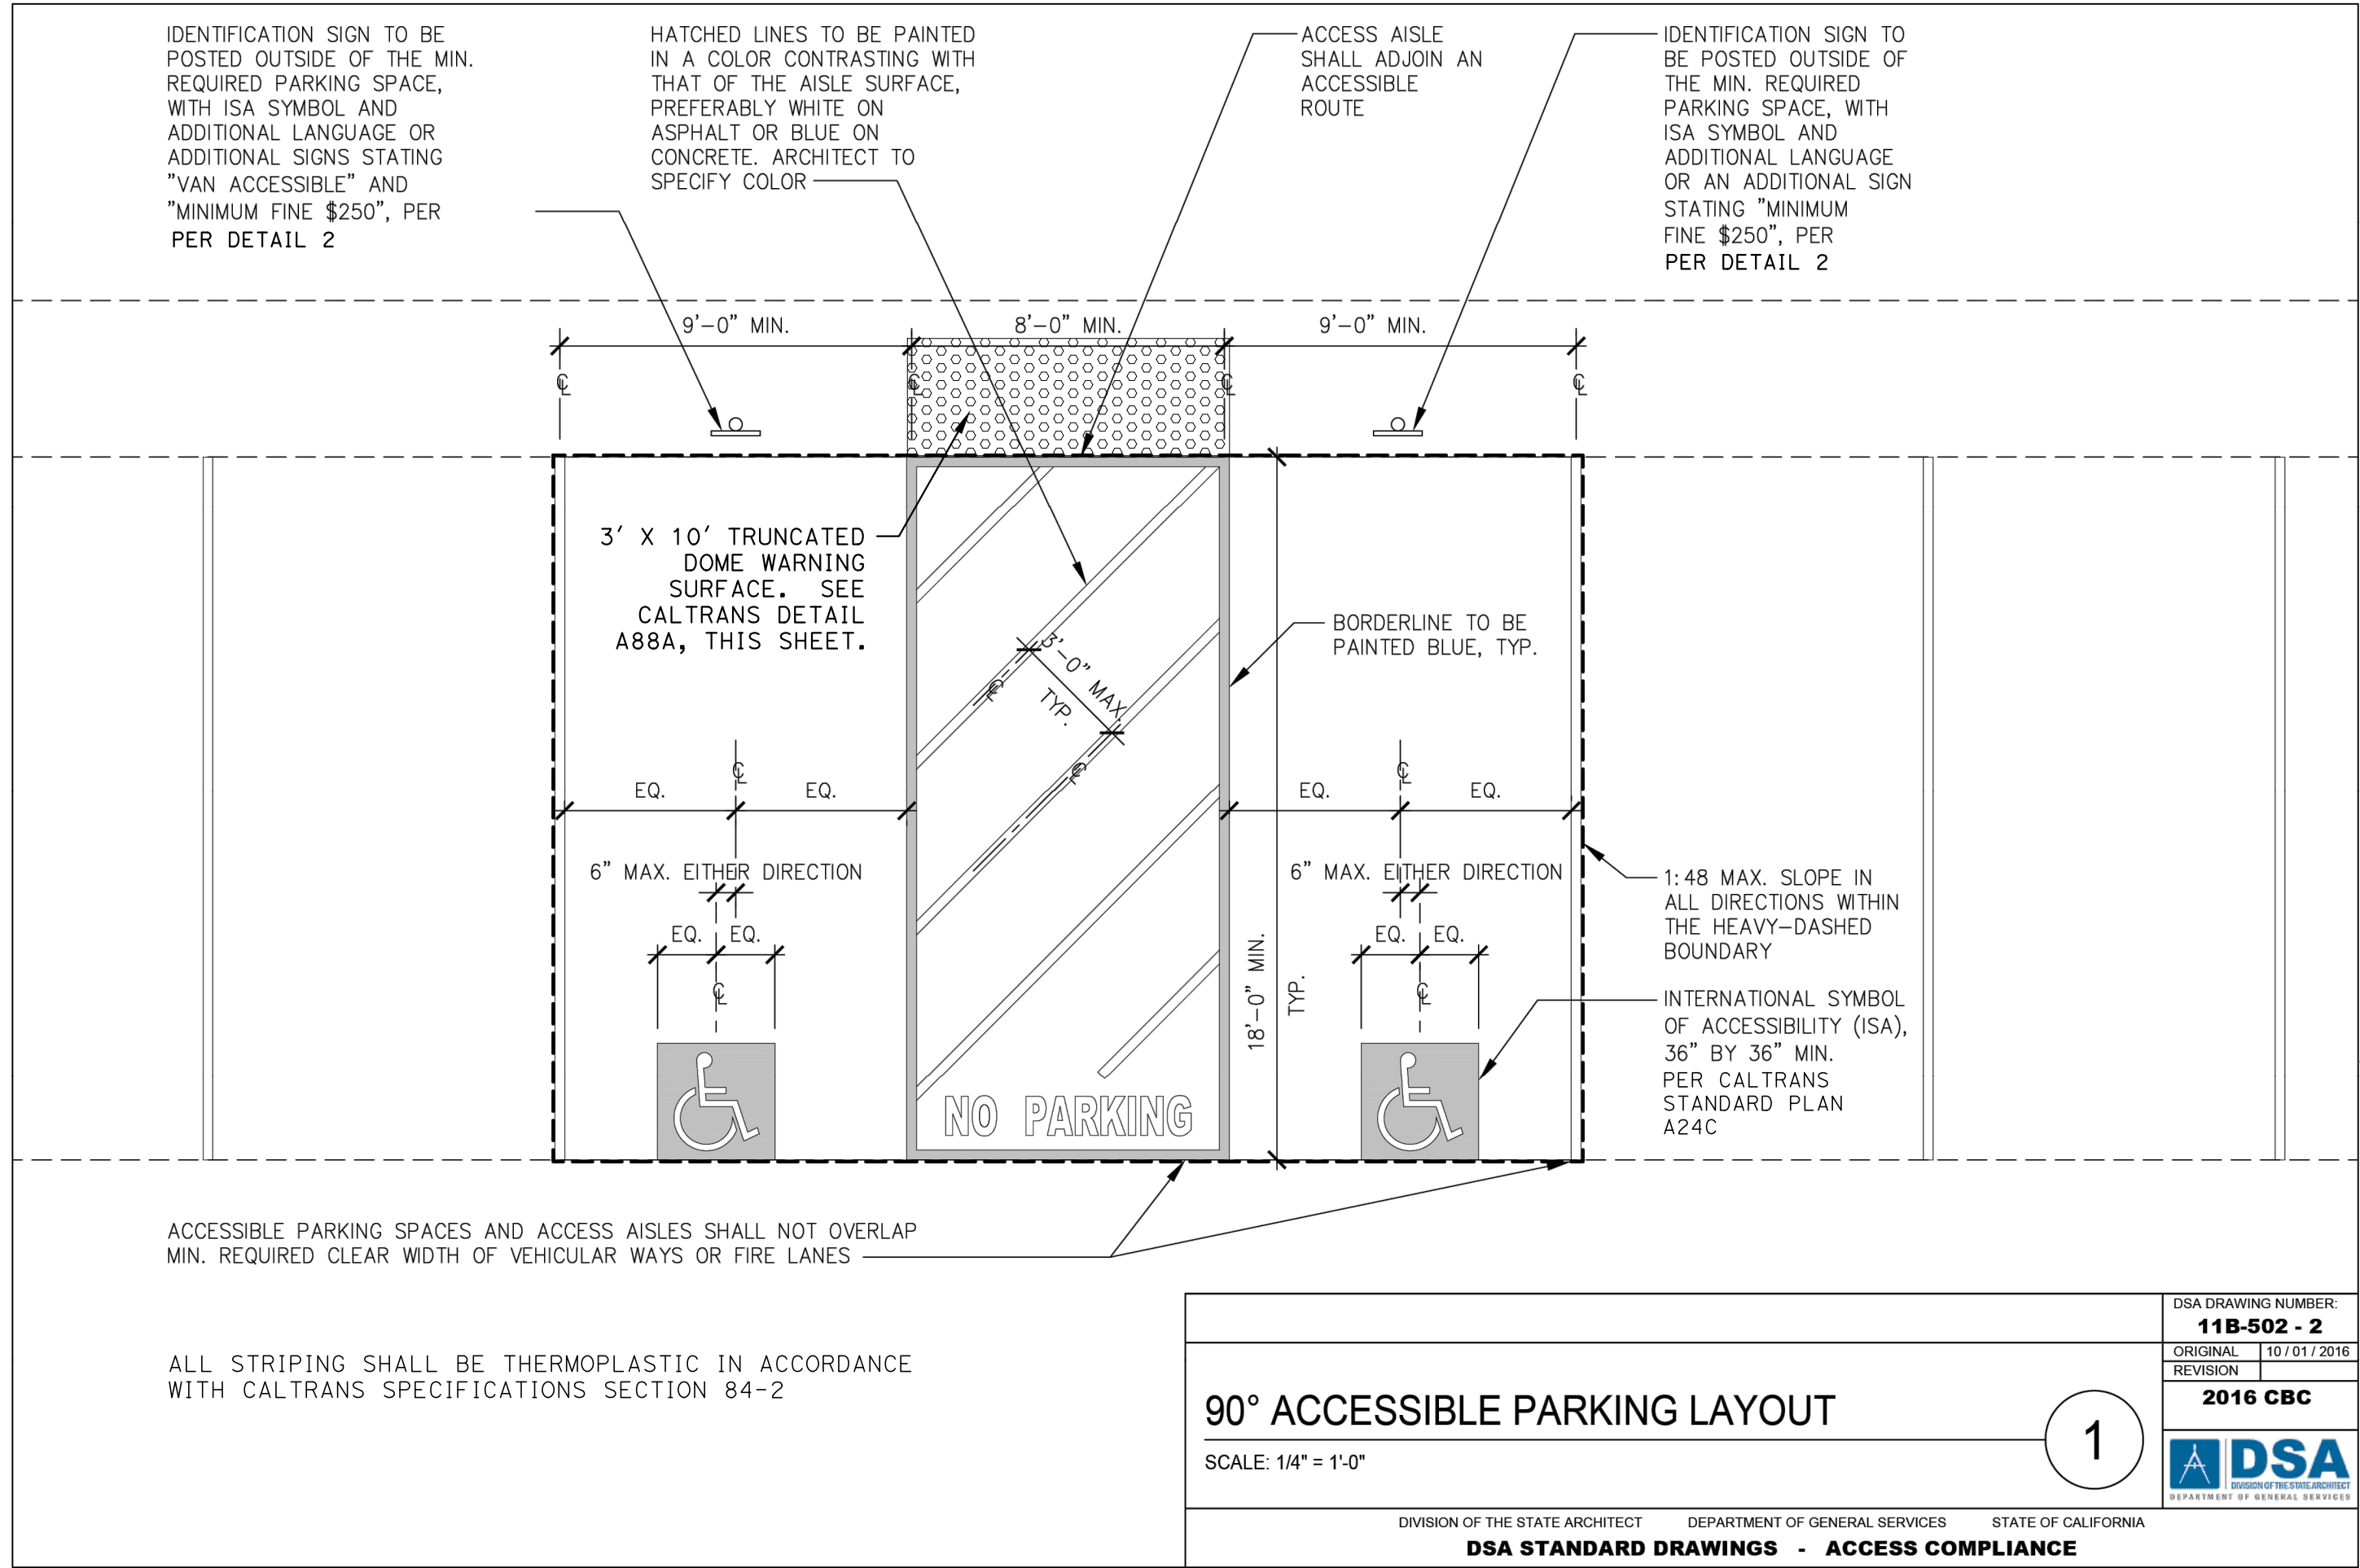 IDENTIFICATION SIGN TO BE
POSTED OUTSIDE OF THE MIN.
REQUIRED PARKING SPACE,
WITH ISA SYMBOL AND
ADDITIONAL LANGUAGE OR
ADDITIONAL SIGNS STATING
"VAN ACCESSIBLE" AND
"MINIMUM FINE $250", PER
PER DETAIL 2
HATCHED LINES TO BE PAINTED
IN A COLOR CONTRASTING WITH
THAT OF THE AISLE SURFACE,
PREFERABLY WHITE ON
ASPHALT OR BLUE ON
CONCRETE. ARCHITECT TO
SPECIFY COLOR
ACCESS AISLE
SHALL ADJOIN AN
ACCESSIBLE
ROUTE
IDENTIFICATION SIGN TO
BE POSTED OUTSIDE OF
THE MIN. REQUIRED
PARKING SPACE, WITH
ISA SYMBOL AND
ADDITIONAL LANGUAGE
OR AN ADDITIONAL SIGN
STATING "MINIMUM
FINE $250", PER
PER DETAIL 2
9'-0" MIN.
8'-0" MIN.
9'-0" MIN.
℄
℄
℄
℄
3' X 10' TRUNCATED
DOME WARNING
SURFACE. SEE
CALTRANS DETAIL
A88A, THIS SHEET.
BORDERLINE TO BE
PAINTED BLUE, TYP.
3'-0" MAX.
TYP.
℄
℄
EQ.
℄
EQ.
EQ.
℄
EQ.
6" MAX. EITHER DIRECTION
6" MAX. EITHER DIRECTION
EQ.
EQ.
℄
EQ.
EQ.
℄
18'-0" MIN.
TYP.
1:48 MAX. SLOPE IN
ALL DIRECTIONS WITHIN
THE HEAVY-DASHED
BOUNDARY
INTERNATIONAL SYMBOL
OF ACCESSIBILITY (ISA),
36" BY 36" MIN.
PER CALTRANS
STANDARD PLAN
A24C
NO PARKING
ACCESSIBLE PARKING SPACES AND ACCESS AISLES SHALL NOT OVERLAP
MIN. REQUIRED CLEAR WIDTH OF VEHICULAR WAYS OR FIRE LANES
ALL STRIPING SHALL BE THERMOPLASTIC IN ACCORDANCE
WITH CALTRANS SPECIFICATIONS SECTION 84-2
90° ACCESSIBLE PARKING LAYOUT
SCALE: 1/4" = 1'-0"
1
DSA DRAWING NUMBER:
11B-502 - 2
ORIGINAL 10 / 01 / 2016
REVISION
2016 CBC
DSA
DIVISION OF THE STATE ARCHITECT
DEPARTMENT OF GENERAL SERVICES
DIVISION OF THE STATE ARCHITECT DEPARTMENT OF GENERAL SERVICES STATE OF CALIFORNIA
DSA STANDARD DRAWINGS - ACCESS COMPLIANCE